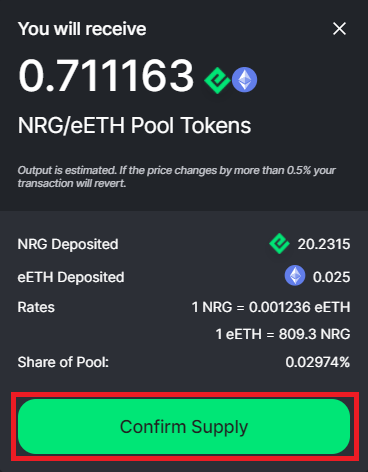 You will receive
0.711163
NRG/eETH Pool Tokens
Output is estimated. If the price changes by more than 0.5% your
transaction will revert.
NRG Deposited 20.2315
eETH Deposited 0.025
Rates 1 NRG = 0.001236 eETH
1 eETH = 809.3 NRG
Share of Pool: 0.02974%
Confirm Supply